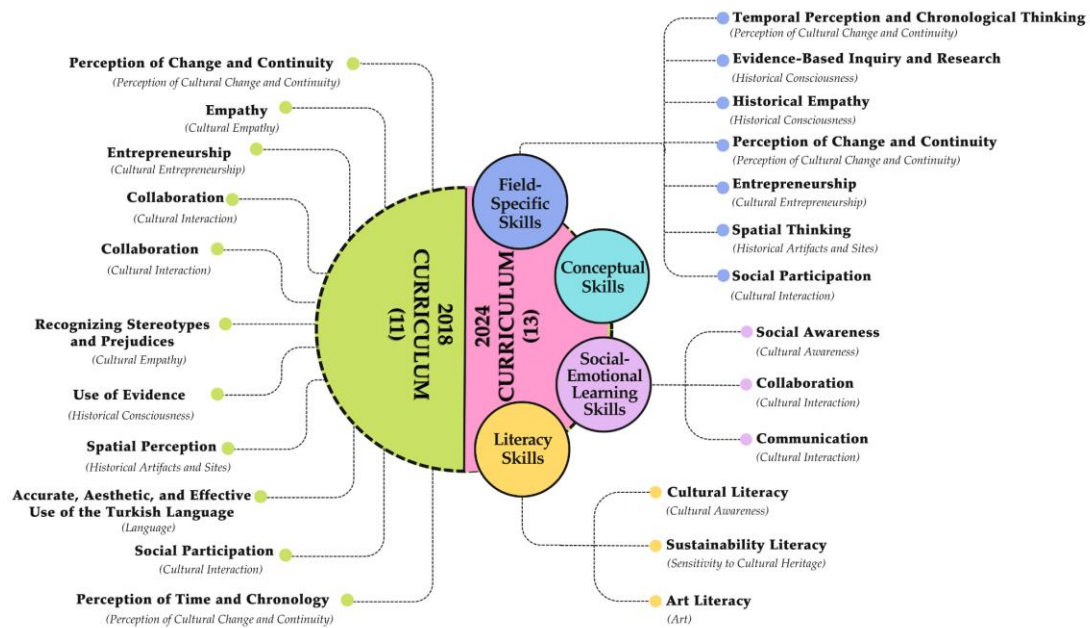 Perception of Change and Continuity
(Perception of Cultural Change and Continuity)
Empathy
(Cultural Empathy)
Entrepreneurship
(Cultural Entrepreneurship)
Collaboration
(Cultural Interaction)
Collaboration
(Cultural Interaction)
Recognizing Stereotypes
and Prejudices
(Cultural Empathy)
Use of Evidence
(Historical Consciousness)
Spatial Perception
(Historical Artifacts and Sites)
Accurate, Aesthetic, and Effective
Use of the Turkish Language
(Language)
Social Participation
(Cultural Interaction)
Perception of Time and Chronology
(Perception of Cultural Change and Continuity)
2018
CURRICULUM
(11)
2024
CURRICULUM
(13)
Field-
Specific
Skills
Conceptual
Skills
Social-
Emotional
Learning
Skills
Literacy
Skills
Temporal Perception and Chronological Thinking
(Perception of Cultural Change and Continuity)
Evidence-Based Inquiry and Research
(Historical Consciousness)
Historical Empathy
(Historical Consciousness)
Perception of Change and Continuity
(Perception of Cultural Change and Continuity)
Entrepreneurship
(Cultural Entrepreneurship)
Spatial Thinking
(Historical Artifacts and Sites)
Social Participation
(Cultural Interaction)
Social Awareness
(Cultural Awareness)
Collaboration
(Cultural Interaction)
Communication
(Cultural Interaction)
Cultural Literacy
(Cultural Awareness)
Sustainability Literacy
(Sensitivity to Cultural Heritage)
Art Literacy
(Art)